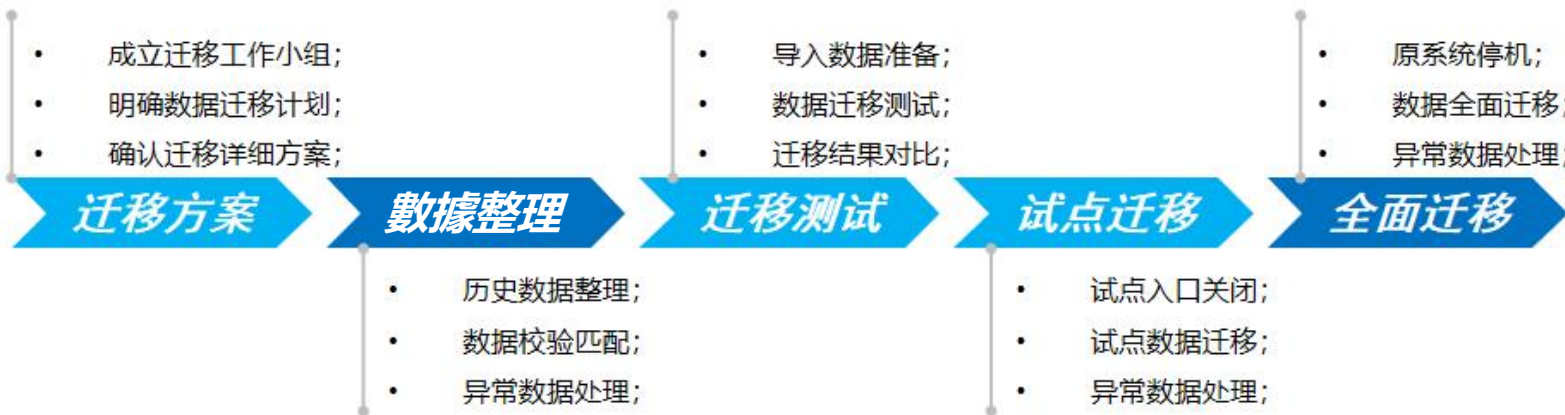 • 成立迁移工作小组；
• 明确数据迁移计划；
• 确认迁移详细方案；
• 导入数据准备；
• 数据迁移测试；
• 迁移结果对比；
• 原系统停机；
• 数据全面迁移；
• 异常数据处理；
迁移方案
數據整理
迁移测试
试点迁移
全面迁移
• 历史数据整理；
• 数据校验匹配；
• 异常数据处理；
• 试点入口关闭；
• 试点数据迁移；
• 异常数据处理；